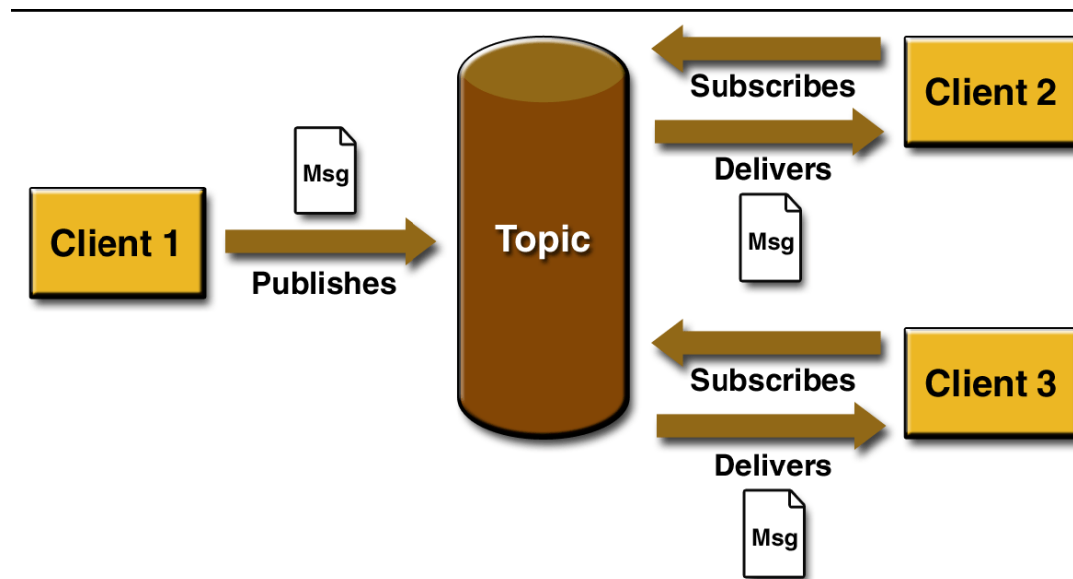 Client 1
Msg
Publishes
Topic
Subscribes
Client 2
Delivers
Msg
Subscribes
Client 3
Delivers
Msg